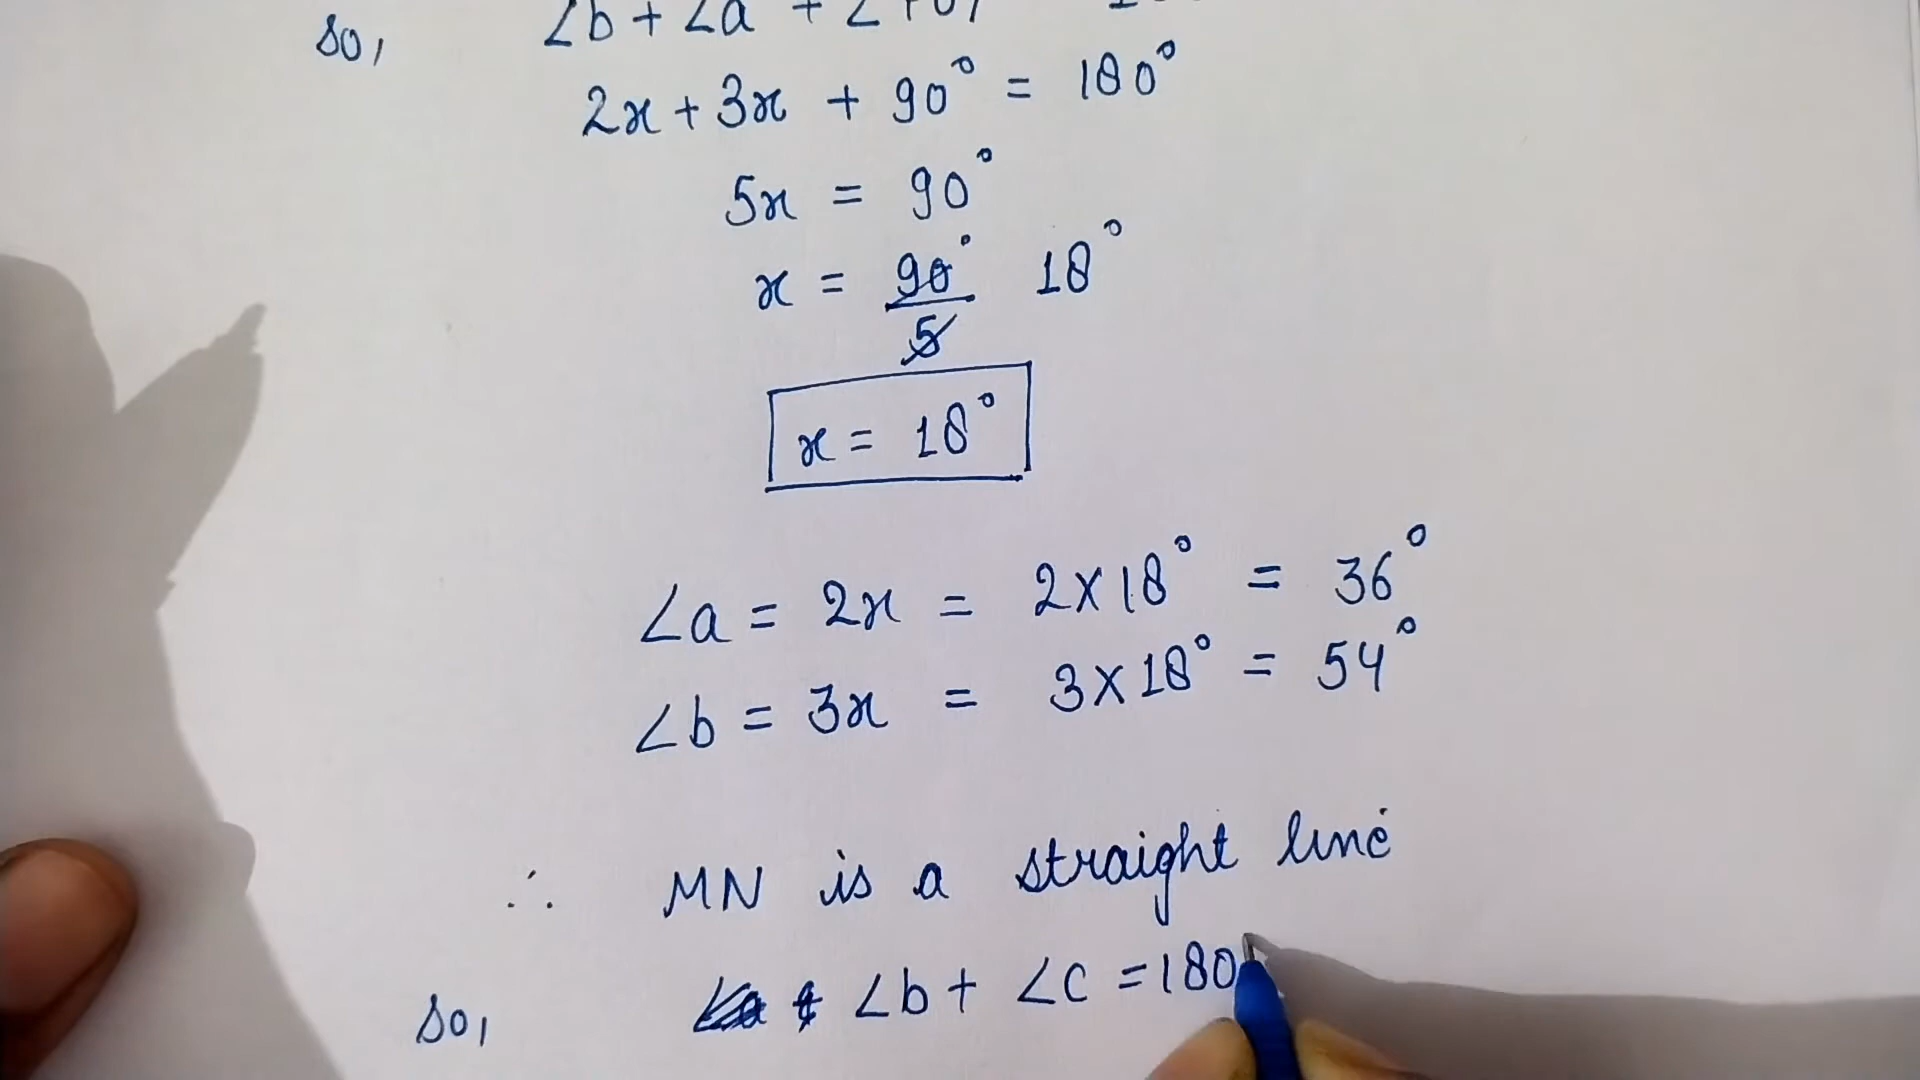 so, ∠b + ∠a + ∠
2x + 3x + 90° = 180°
5x = 90°
x = 90°/5 18°
x = 18°
∠a = 2x = 2×18° = 36°
∠b = 3x = 3×18° = 54°
∴ MN is a straight line
so, ∠b + ∠c = 180